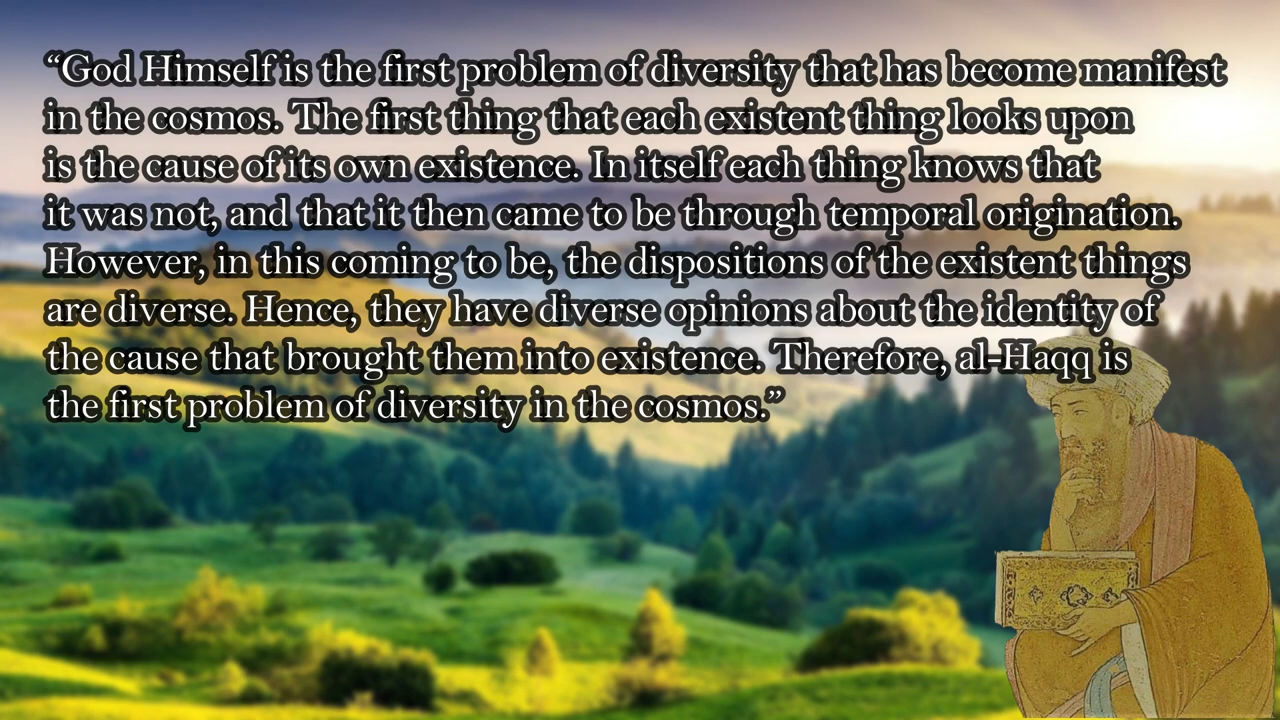 “God Himself is the first problem of diversity that has become manifest
in the cosmos. The first thing that each existent thing looks upon
is the cause of its own existence. In itself each thing knows that
it was not, and that it then came to be through temporal origination.
However, in this coming to be, the dispositions of the existent things
are diverse. Hence, they have diverse opinions about the identity of
the cause that brought them into existence. Therefore, al-Haqq is
the first problem of diversity in the cosmos.”